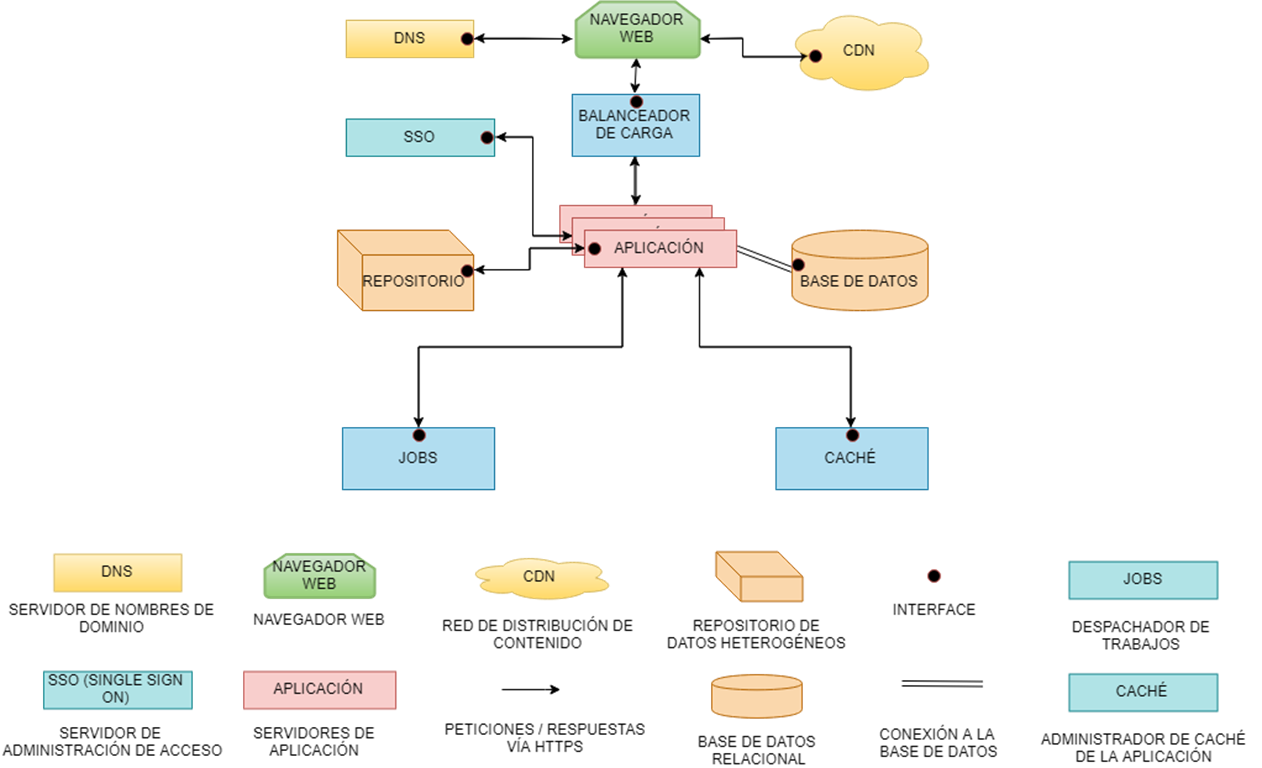 NAVEGADOR
WEB
DNS
CDN
BALANCEADOR
DE CARGA
SSO
APLICACIÓN
REPOSITORIO
BASE DE DATOS
JOBS
CACHÉ
DNS
SERVIDOR DE NOMBRES DE
DOMINIO
NAVEGADOR
WEB
NAVEGADOR WEB
CDN
RED DE DISTRIBUCIÓN DE
CONTENIDO
REPOSITORIO DE
DATOS HETEROGÉNEOS
INTERFACE
JOBS
DESPACHADOR DE
TRABAJOS
SSO (SINGLE SIGN
ON)
SERVIDOR DE
ADMINISTRACIÓN DE ACCESO
APLICACIÓN
SERVIDORES DE
APLICACIÓN
PETICIONES / RESPUESTAS
VÍA HTTPS
BASE DE DATOS
RELACIONAL
CONEXIÓN A LA
BASE DE DATOS
CACHÉ
ADMINISTRADOR DE CACHÉ
DE LA APLICACIÓN